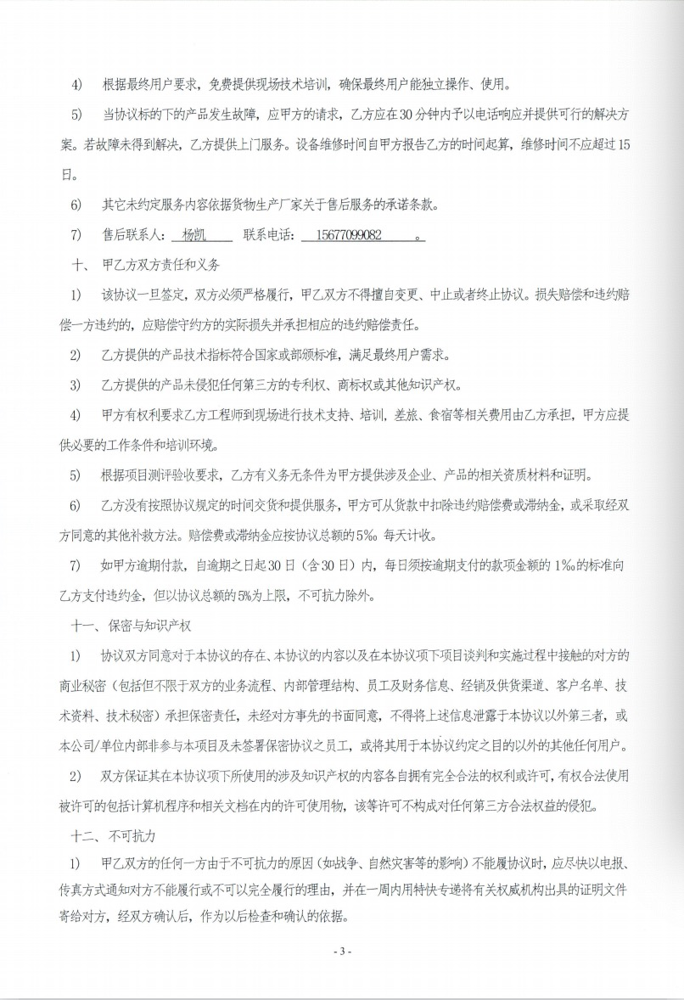 4) 根据最终用户要求，免费提供现场技术培训，确保最终用户能独立操作、使用。
5) 当协议标的下的产品发生故障，应甲方的请求，乙方应在 30 分钟内予以电话响应并提供可行的解决方
案。若故障未得到解决，乙方提供上门服务。设备维修时间自甲方报告乙方的时间起算，维修时间不应超过 15
日。
6) 其它未约定服务内容依据货物生产厂家关于售后服务的承诺条款。
7) 售后联系人： 杨凯 联系电话： 15677099082 。
十、 甲乙方双方责任和义务
1) 该协议一旦签定，双方必须严格履行，甲乙双方不得擅自变更、中止或者终止协议。损失赔偿和违约赔
偿一方违约的，应赔偿守约方的实际损失并承担相应的违约赔偿责任。
2) 乙方提供的产品技术指标符合国家或部颁标准，满足最终用户需求。
3) 乙方提供的产品未侵犯任何第三方的专利权、商标权或其他知识产权。
4) 甲方有权利要求乙方工程师到现场进行技术支持、培训，差旅、食宿等相关费用由乙方承担，甲方应提
供必要的工作条件和培训环境。
5) 根据项目测评验收要求，乙方有义务无条件为甲方提供涉及企业、产品的相关资质材料和证明。
6) 乙方没有按照协议规定的时间交货和提供服务，甲方可从货款中扣除违约赔偿费或滞纳金，或采取经双
方同意的其他补救方法。赔偿费或滞纳金应按协议总额的 5‰ 每天计收。
7) 如甲方逾期付款，自逾期之日起 30 日（含 30 日）内，每日须按逾期支付的款项金额的 1‰的标准向
乙方支付违约金，但以协议总额的 5%为上限，不可抗力除外。
十一、 保密与知识产权
1) 协议双方同意对于本协议的存在、本协议的内容以及在本协议项下项目谈判和实施过程中接触的对方的
商业秘密（包括但不限于双方的业务流程、内部管理结构、员工及财务信息、经销及供货渠道、客户名单、技
术资料、技术秘密）承担保密责任，未经对方事先的书面同意，不得将上述信息泄露于本协议以外第三者，或
本公司/单位内部非参与本项目及未签署保密协议之员工，或将其用于本协议约定之目的以外的其他任何用户。
2) 双方保证其在本协议项下所使用的涉及知识产权的内容各自拥有完全合法的权利或许可，有权合法使用
被许可的包括计算机程序和相关文档在内的许可使用物，该等许可不构成对任何第三方合法权益的侵犯。
十二、 不可抗力
1) 甲乙双方的任何一方由于不可抗力的原因（如战争、自然灾害等的影响）不能履协议时，应尽快以电报、
传真方式通知对方不能履行或不可以完全履行的理由，并在一周内用特快专递将有关权威机构出具的证明文件
寄给对方，经双方确认后，作为以后检查和确认的依据。
- 3 -